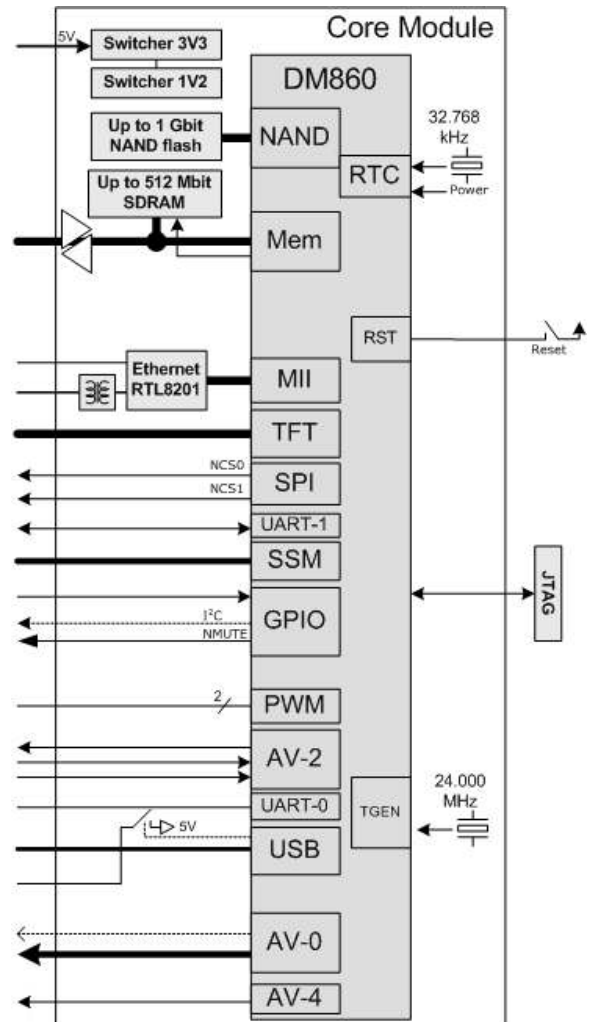 Core Module
5V
Switcher 3V3
Switcher 1V2
DM860
Up to 1 Gbit
NAND flash
NAND
32.768
kHz
RTC
Power
Up to 512 Mbit
SDRAM
Mem
RST
Reset
Ethernet
RTL8201
MII
TFT
NCS0
NCS1
SPI
UART-1
SSM
JTAG
I²C
NMUTE
GPIO
2
PWM
AV-2
24.000
MHz
TGEN
UART-0
5V
USB
AV-0
AV-4